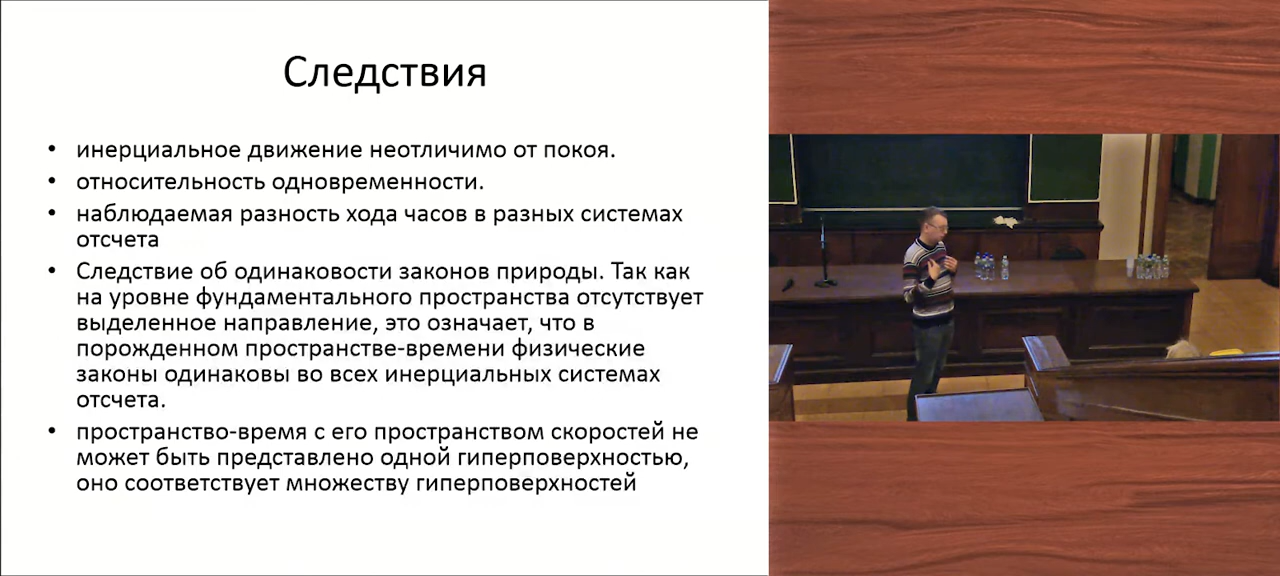 Следствия
• инерциальное движение неотличимо от покоя.
• относительность одновременности.
• наблюдаемая разность хода часов в разных системах
отсчета
• Следствие об одинаковости законов природы. Так как
на уровне фундаментального пространства отсутствует
выделенное направление, это означает, что в
порожденном пространстве-времени физические
законы одинаковы во всех инерциальных системах
отсчета.
• пространство-время с его пространством скоростей не
может быть представлено одной гиперповерхностью,
оно соответствует множеству гиперповерхностей